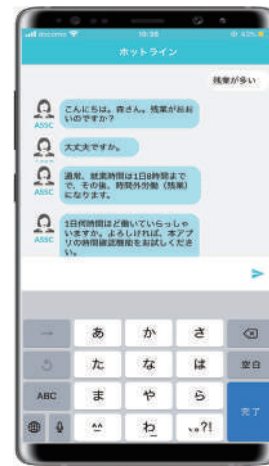 docomo
19:36
42%
ホットライン
残業が多い
こんにちは。森さん。残業がおお
いのですか？
ASSC
大丈夫ですか。
通常、就業時間は1日8時間まで
で、その後、時間外労働（残業）
になります。
ASSC
1日何時間ほど働いていらっしゃ
いますか。よろしければ、本アプ
リの時間確認機能をお試しくださ
い。
ASSC
→
あ
か
さ
た
な
は
空白
ABC
ま
や
ら
完了
^^
わ
､｡?!